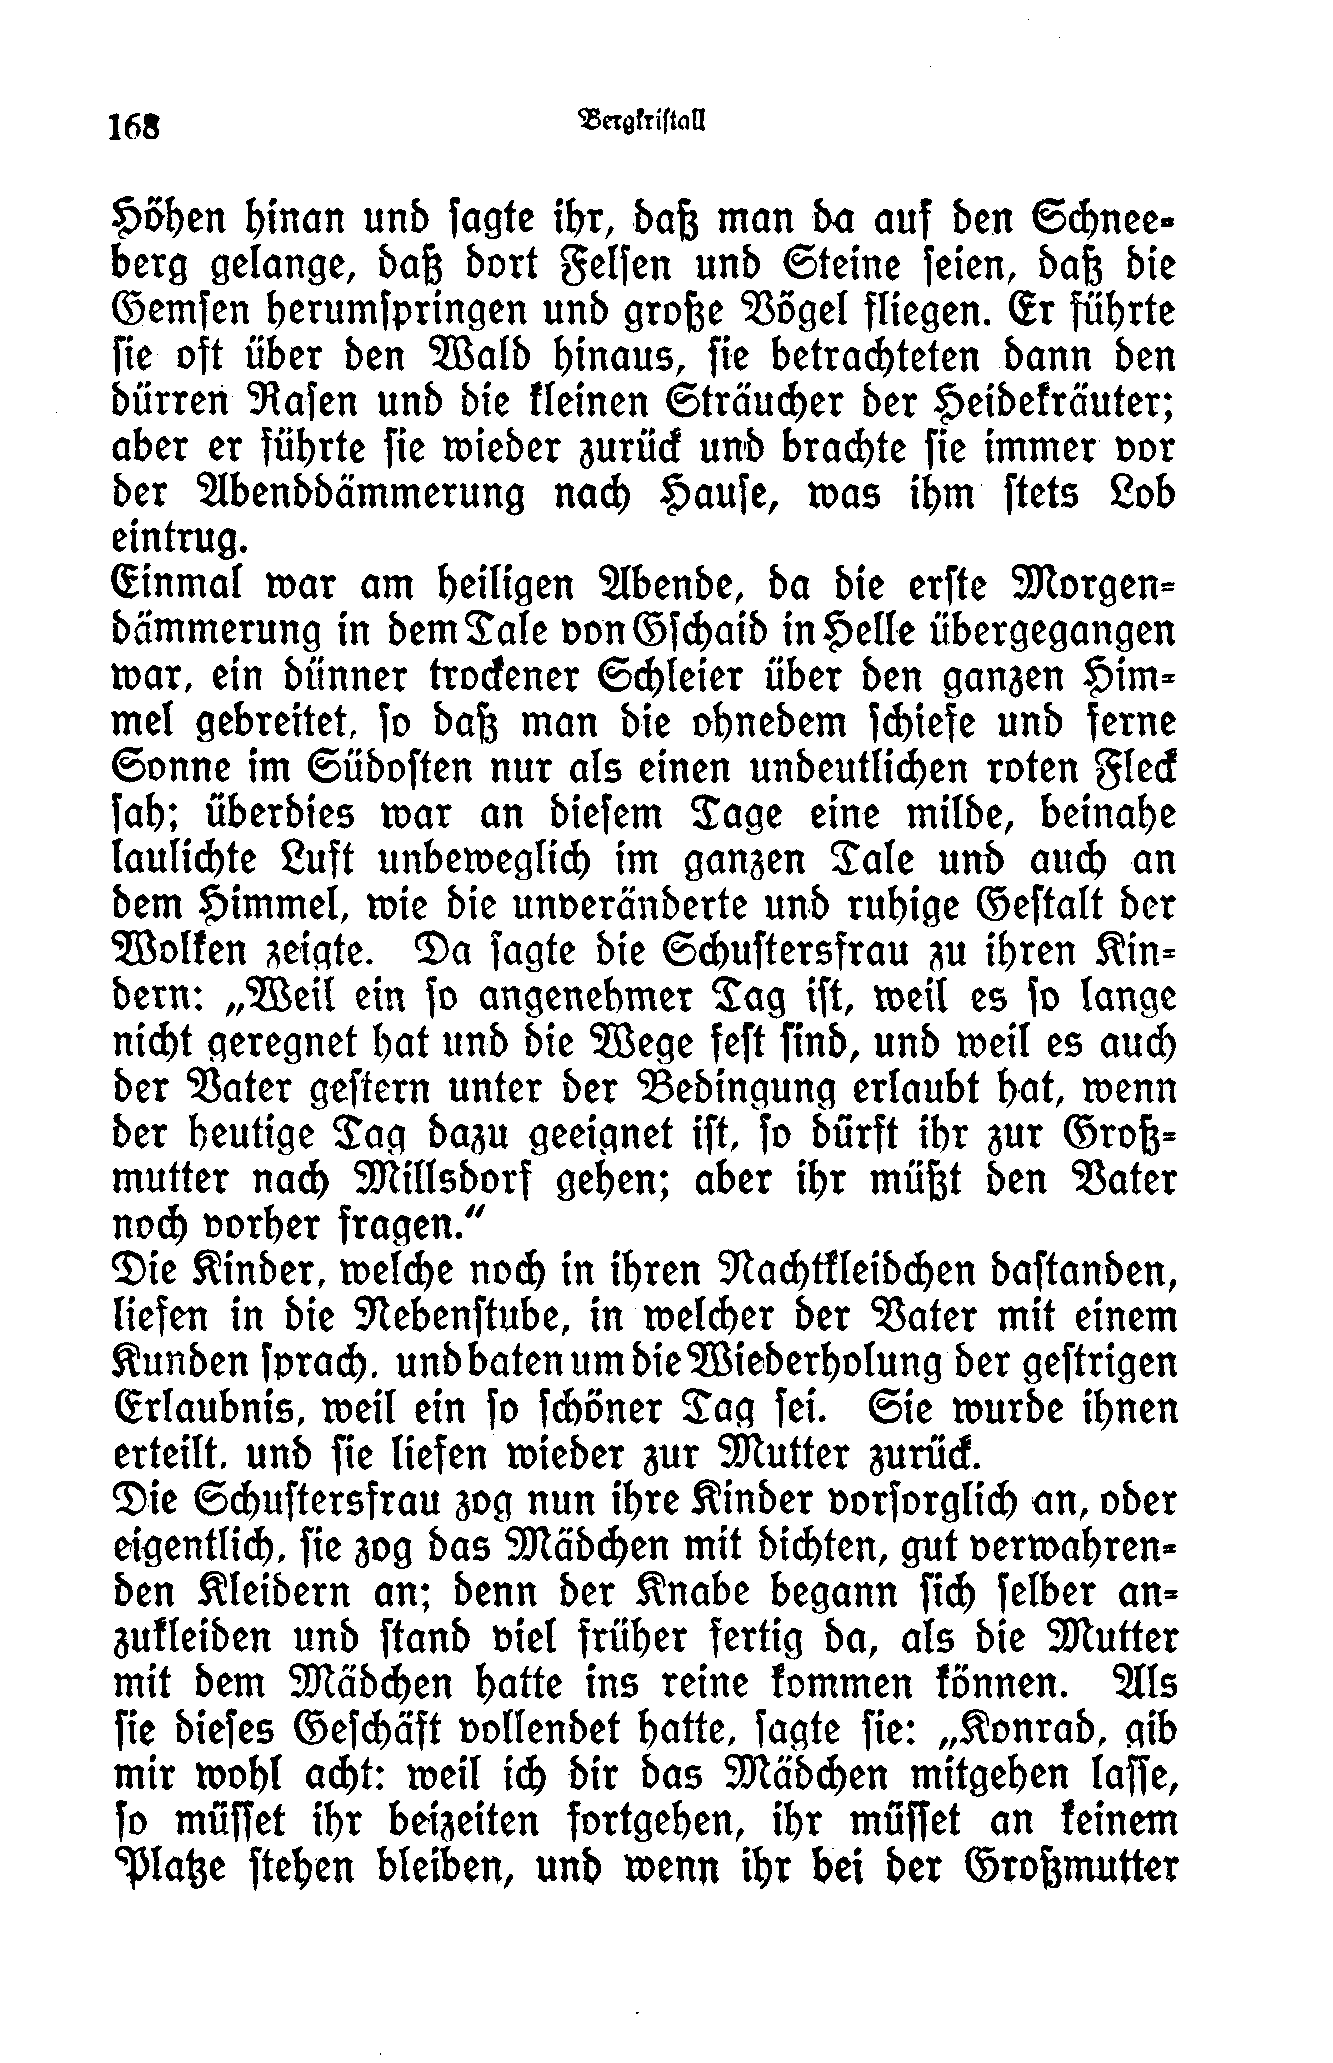 168
Bergkristall
Höhen hinan und sagte ihr, daß man da auf den Schnee-
berg gelange, daß dort Felsen und Steine seien, daß die
Gemsen herumspringen und große Vögel fliegen. Er führte
sie oft über den Wald hinaus, sie betrachteten dann den
dürren Rasen und die kleinen Sträucher der Heidekräuter;
aber er führte sie wieder zurück und brachte sie immer vor
der Abenddämmerung nach Hause, was ihm stets Lob
eintrug.
Einmal war am heiligen Abende, da die erste Morgen-
dämmerung in dem Tale von Gschaid in Helle übergegangen
war, ein dünner trockener Schleier über den ganzen Him-
mel gebreitet, so daß man die ohnedem schiefe und ferne
Sonne im Südosten nur als einen undeutlichen roten Fleck
sah; überdies war an diesem Tage eine milde, beinahe
laulichte Luft unbeweglich im ganzen Tale und auch an
dem Himmel, wie die unveränderte und ruhige Gestalt der
Wolken zeigte. Da sagte die Schustersfrau zu ihren Kin-
dern: „Weil ein so angenehmer Tag ist, weil es so lange
nicht geregnet hat und die Wege fest sind, und weil es auch
der Vater gestern unter der Bedingung erlaubt hat, wenn
der heutige Tag dazu geeignet ist, so dürft ihr zur Groß-
mutter nach Millsdorf gehen; aber ihr müßt den Vater
noch vorher fragen.“
Die Kinder, welche noch in ihren Nachtkleidchen dastanden,
liefen in die Nebenstube, in welcher der Vater mit einem
Kunden sprach, und baten um die Wiederholung der gestrigen
Erlaubnis, weil ein so schöner Tag sei. Sie wurde ihnen
erteilt, und sie liefen wieder zur Mutter zurück.
Die Schustersfrau zog nun ihre Kinder vorsorglich an, oder
eigentlich, sie zog das Mädchen mit dichten, gut verwahren-
den Kleidern an; denn der Knabe begann sich selber an-
zukleiden und stand viel früher fertig da, als die Mutter
mit dem Mädchen hatte ins reine kommen können. Als
sie dieses Geschäft vollendet hatte, sagte sie: „Konrad, gib
mir wohl acht: weil ich dir das Mädchen mitgehen lasse,
so müsset ihr beizeiten fortgehen, ihr müsset an keinem
Platze stehen bleiben, und wenn ihr bei der Großmutter